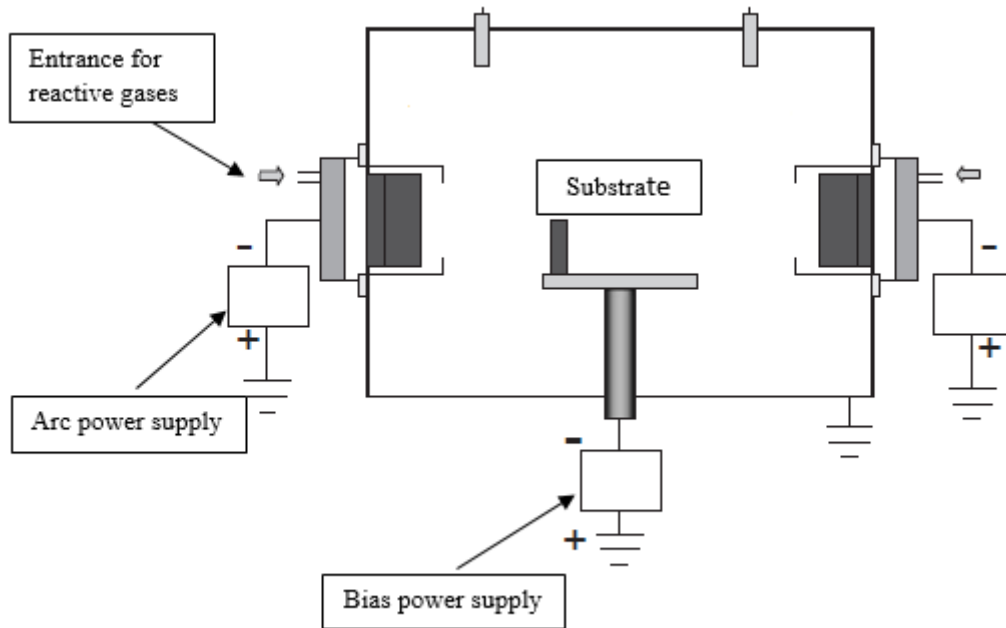 Entrance for
reactive gases
Substrate
-
+
-
+
Arc power supply
-
+
Bias power supply